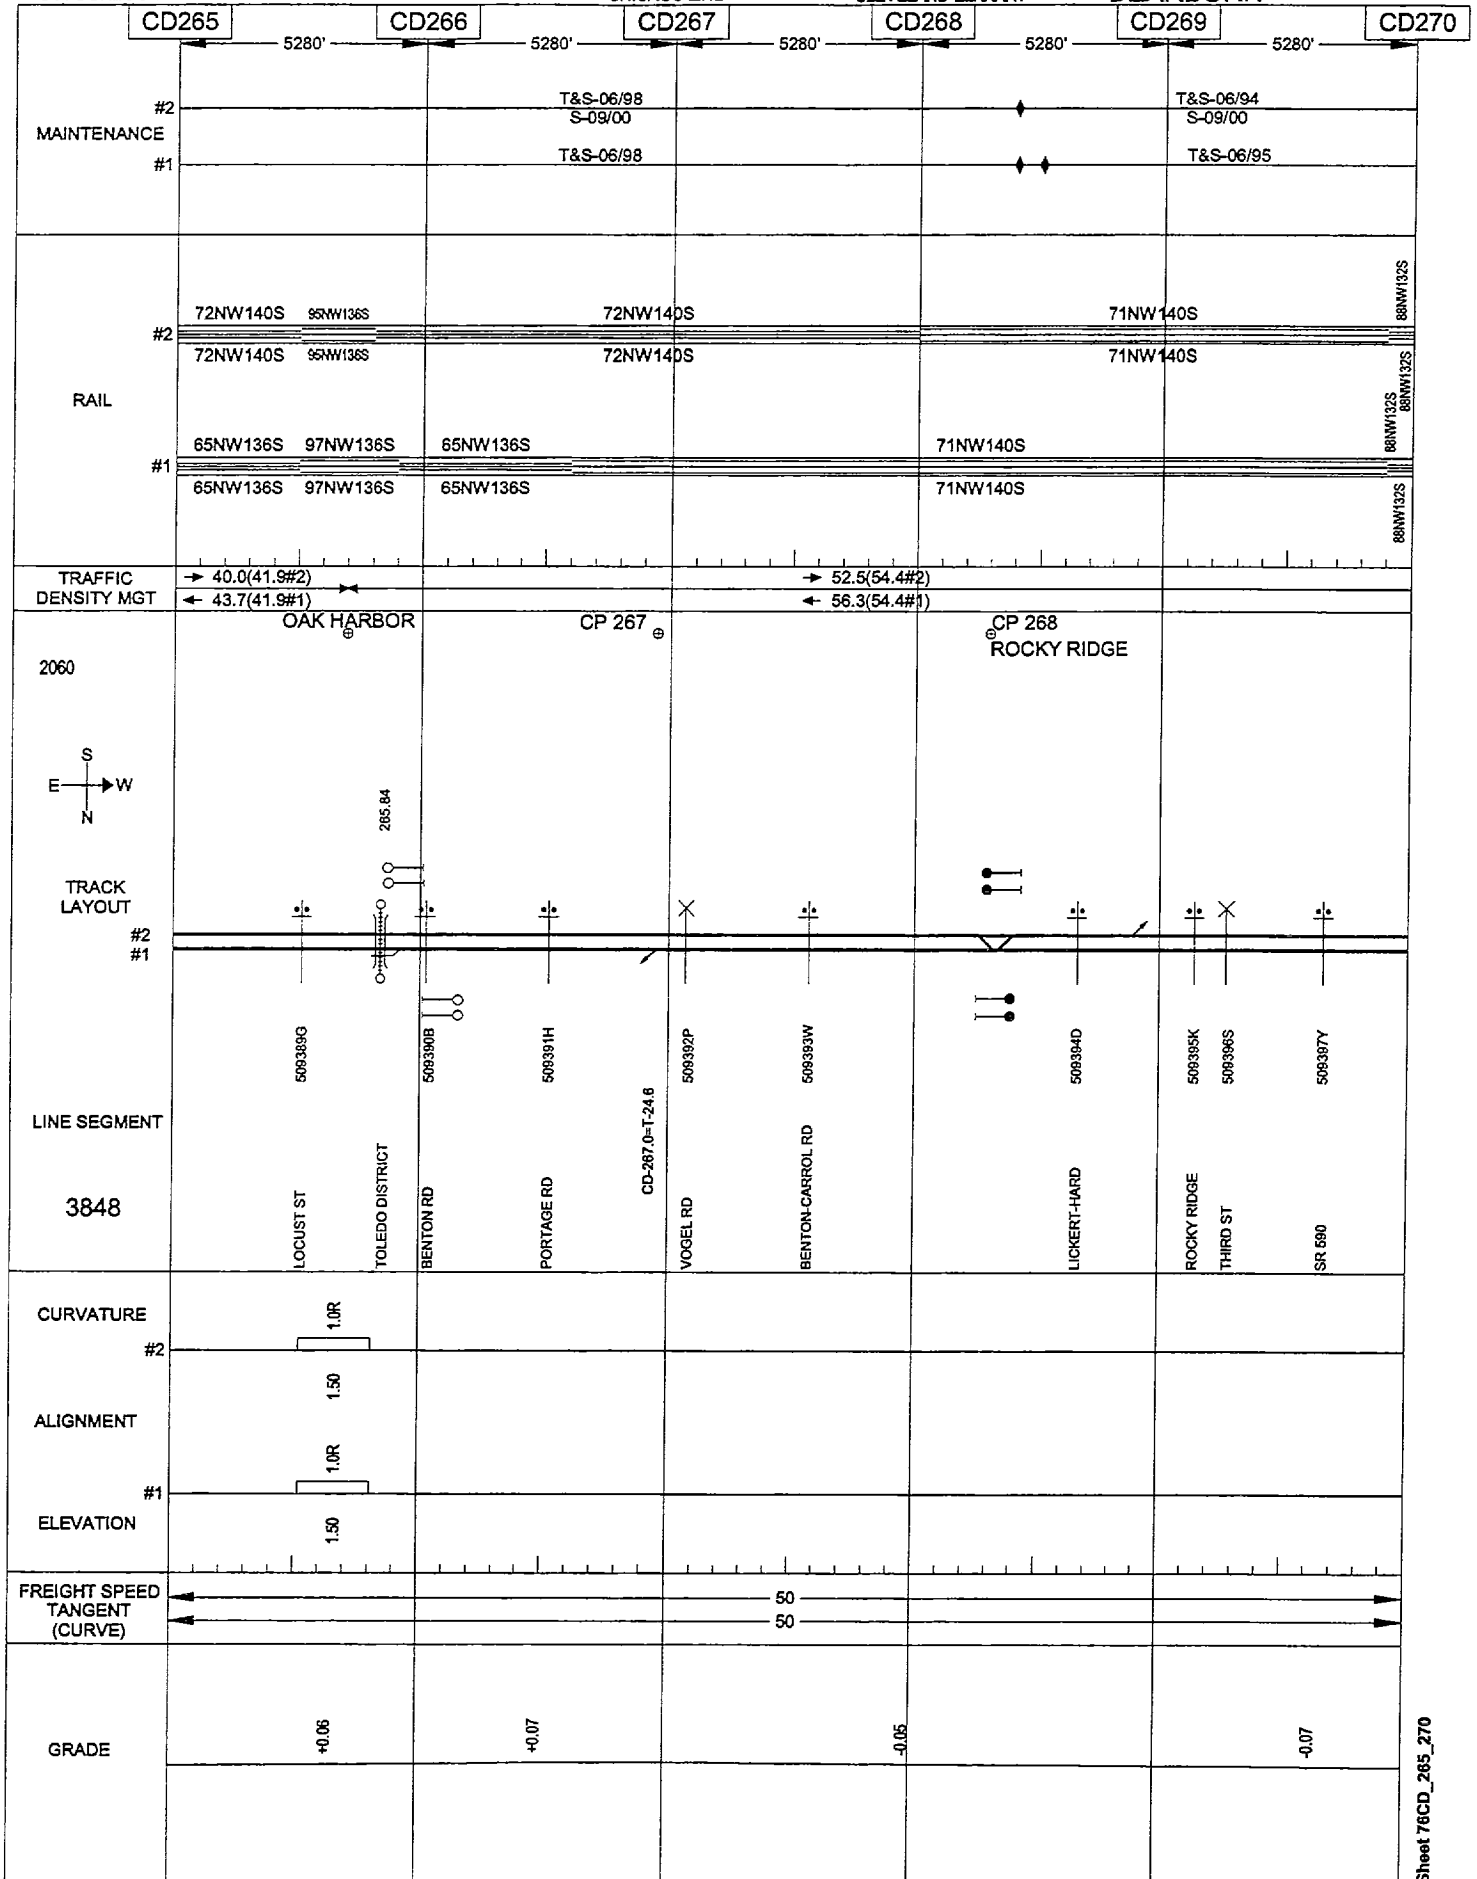 CD265 CD266 CD267 CD268 CD269 CD270
5280' 5280' 5280' 5280' 5280'
MAINTENANCE
#2 T&S-06/98 T&S-06/94
S-09/00 S-09/00
#1 T&S-06/98 T&S-06/95
RAIL
72NW140S 95NW136S 72NW140S 71NW140S 88NW132S
#2
72NW140S 95NW136S 72NW140S 71NW140S 88NW132S
65NW136S 97NW136S 65NW136S 71NW140S 88NW132S
#1
65NW136S 97NW136S 65NW136S 71NW140S 88NW132S
TRAFFIC
DENSITY MGT
→ 40.0(41.9#2) → 52.5(54.4#2)
← 43.7(41.9#1) ← 56.3(54.4#1)
OAK HARBOR CP 267 CP 268
ROCKY RIDGE
2060
S
E W
N
265.84
TRACK
LAYOUT
#2
#1
509389G 509390B 509391H 509392P 509393W 509394D 509395K 509396S 509397Y
CD-267.0=T-24.6
LINE SEGMENT
3848
LOCUST ST
TOLEDO DISTRICT
BENTON RD
PORTAGE RD
VOGEL RD
BENTON-CARROL RD
LICKERT-HARD
ROCKY RIDGE
THIRD ST
SR 590
CURVATURE
1.0R
#2
1.50
ALIGNMENT
1.0R
#1
ELEVATION
1.50
FREIGHT SPEED
TANGENT
(CURVE)
50
50
GRADE
+0.06 +0.07 -0.05 -0.07
Sheet 76CD_265_270